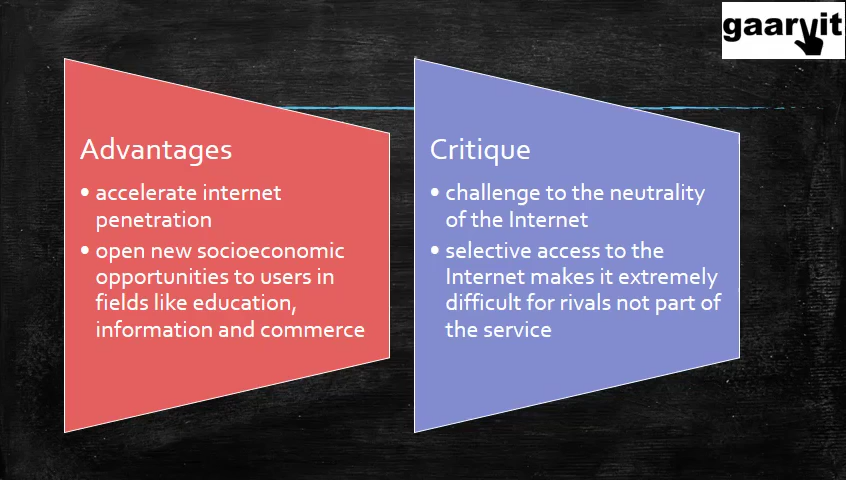 gaarvit
Advantages
• accelerate internet
penetration
• open new socioeconomic
opportunities to users in
fields like education,
information and commerce
Critique
• challenge to the neutrality
of the Internet
• selective access to the
Internet makes it extremely
difficult for rivals not part of
the service